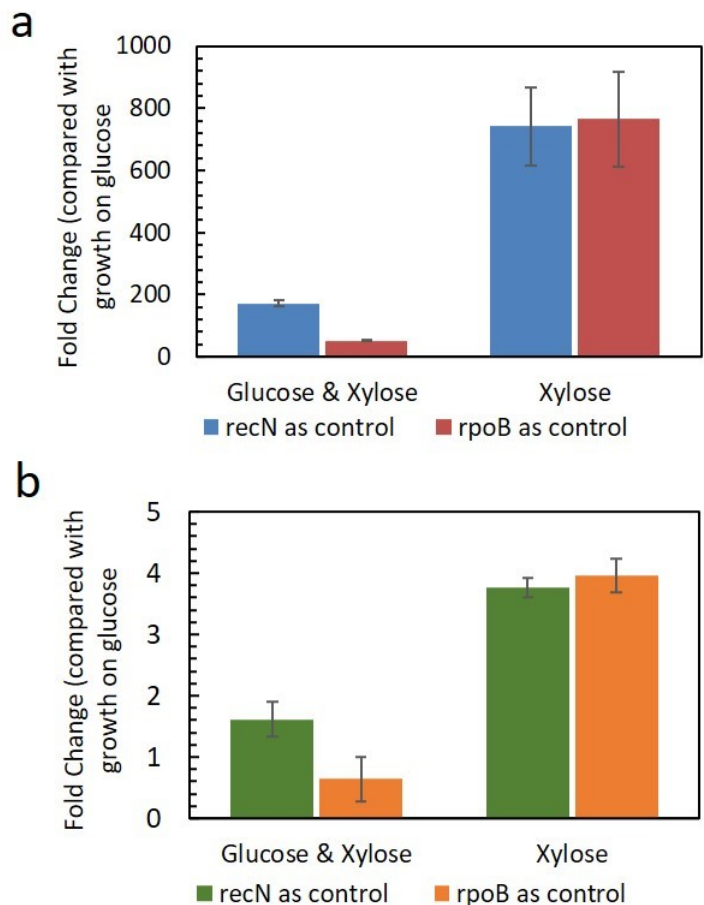 a
Fold Change (compared with
growth on glucose
1000
800
600
400
200
0
Glucose & Xylose
Xylose
recN as control
rpoB as control
b
Fold Change (compared with
growth on glucose
5
4
3
2
1
0
Glucose & Xylose
Xylose
recN as control
rpoB as control